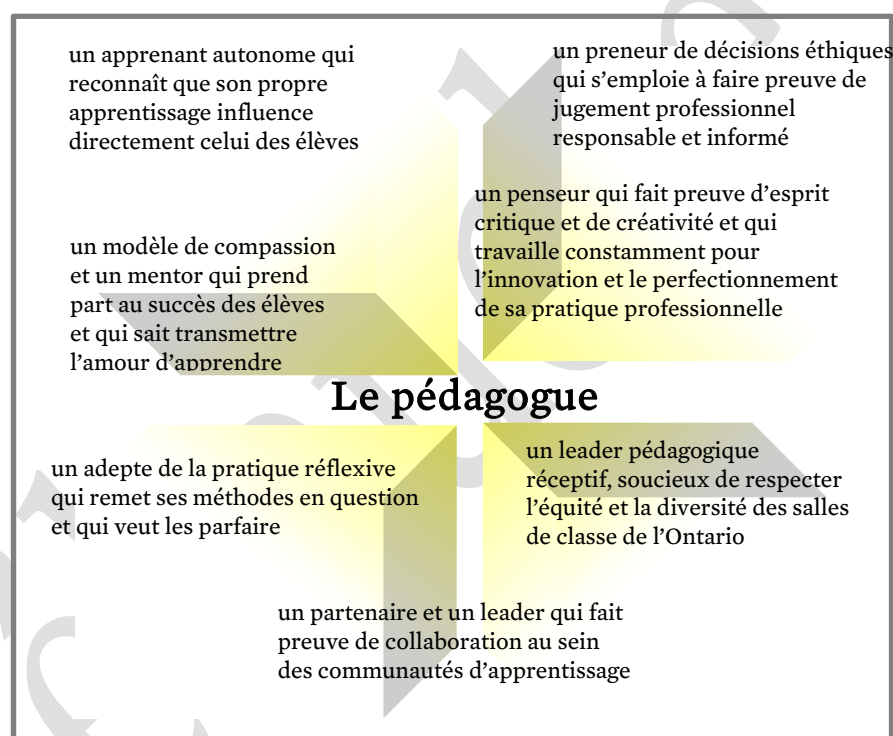 un apprenant autonome qui
reconnaît que son propre
apprentissage influence
directement celui des élèves
un preneur de décisions éthiques
qui s'emploie à faire preuve de
jugement professionnel
responsable et informé
un modèle de compassion
et un mentor qui prend
part au succès des élèves
et qui sait transmettre
l'amour d'apprendre
un penseur qui fait preuve d'esprit
critique et de créativité et qui
travaille constamment pour
l'innovation et le perfectionnement
de sa pratique professionnelle
Le pédagogue
un adepte de la pratique réflexive
qui remet ses méthodes en question
et qui veut les parfaire
un leader pédagogique
réceptif, soucieux de respecter
l'équité et la diversité des salles
de classe de l'Ontario
un partenaire et un leader qui fait
preuve de collaboration au sein
des communautés d'apprentissage